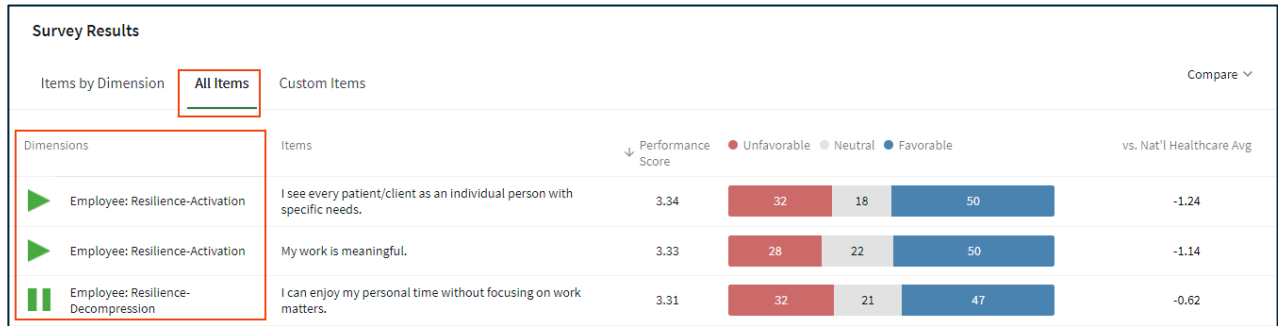 Survey Results
Items by Dimension All Items Custom Items
Compare
Dimensions Items Performance Score Unfavorable Neutral Favorable vs. Nat'l Healthcare Avg
Employee: Resilience-Activation
I see every patient/client as an individual person with
specific needs.
3.34 32 18 50 -1.24
Employee: Resilience-Activation My work is meaningful. 3.33 28 22 50 -1.14
Employee: Resilience-
Decompression
I can enjoy my personal time without focusing on work
matters.
3.31 32 21 47 -0.62